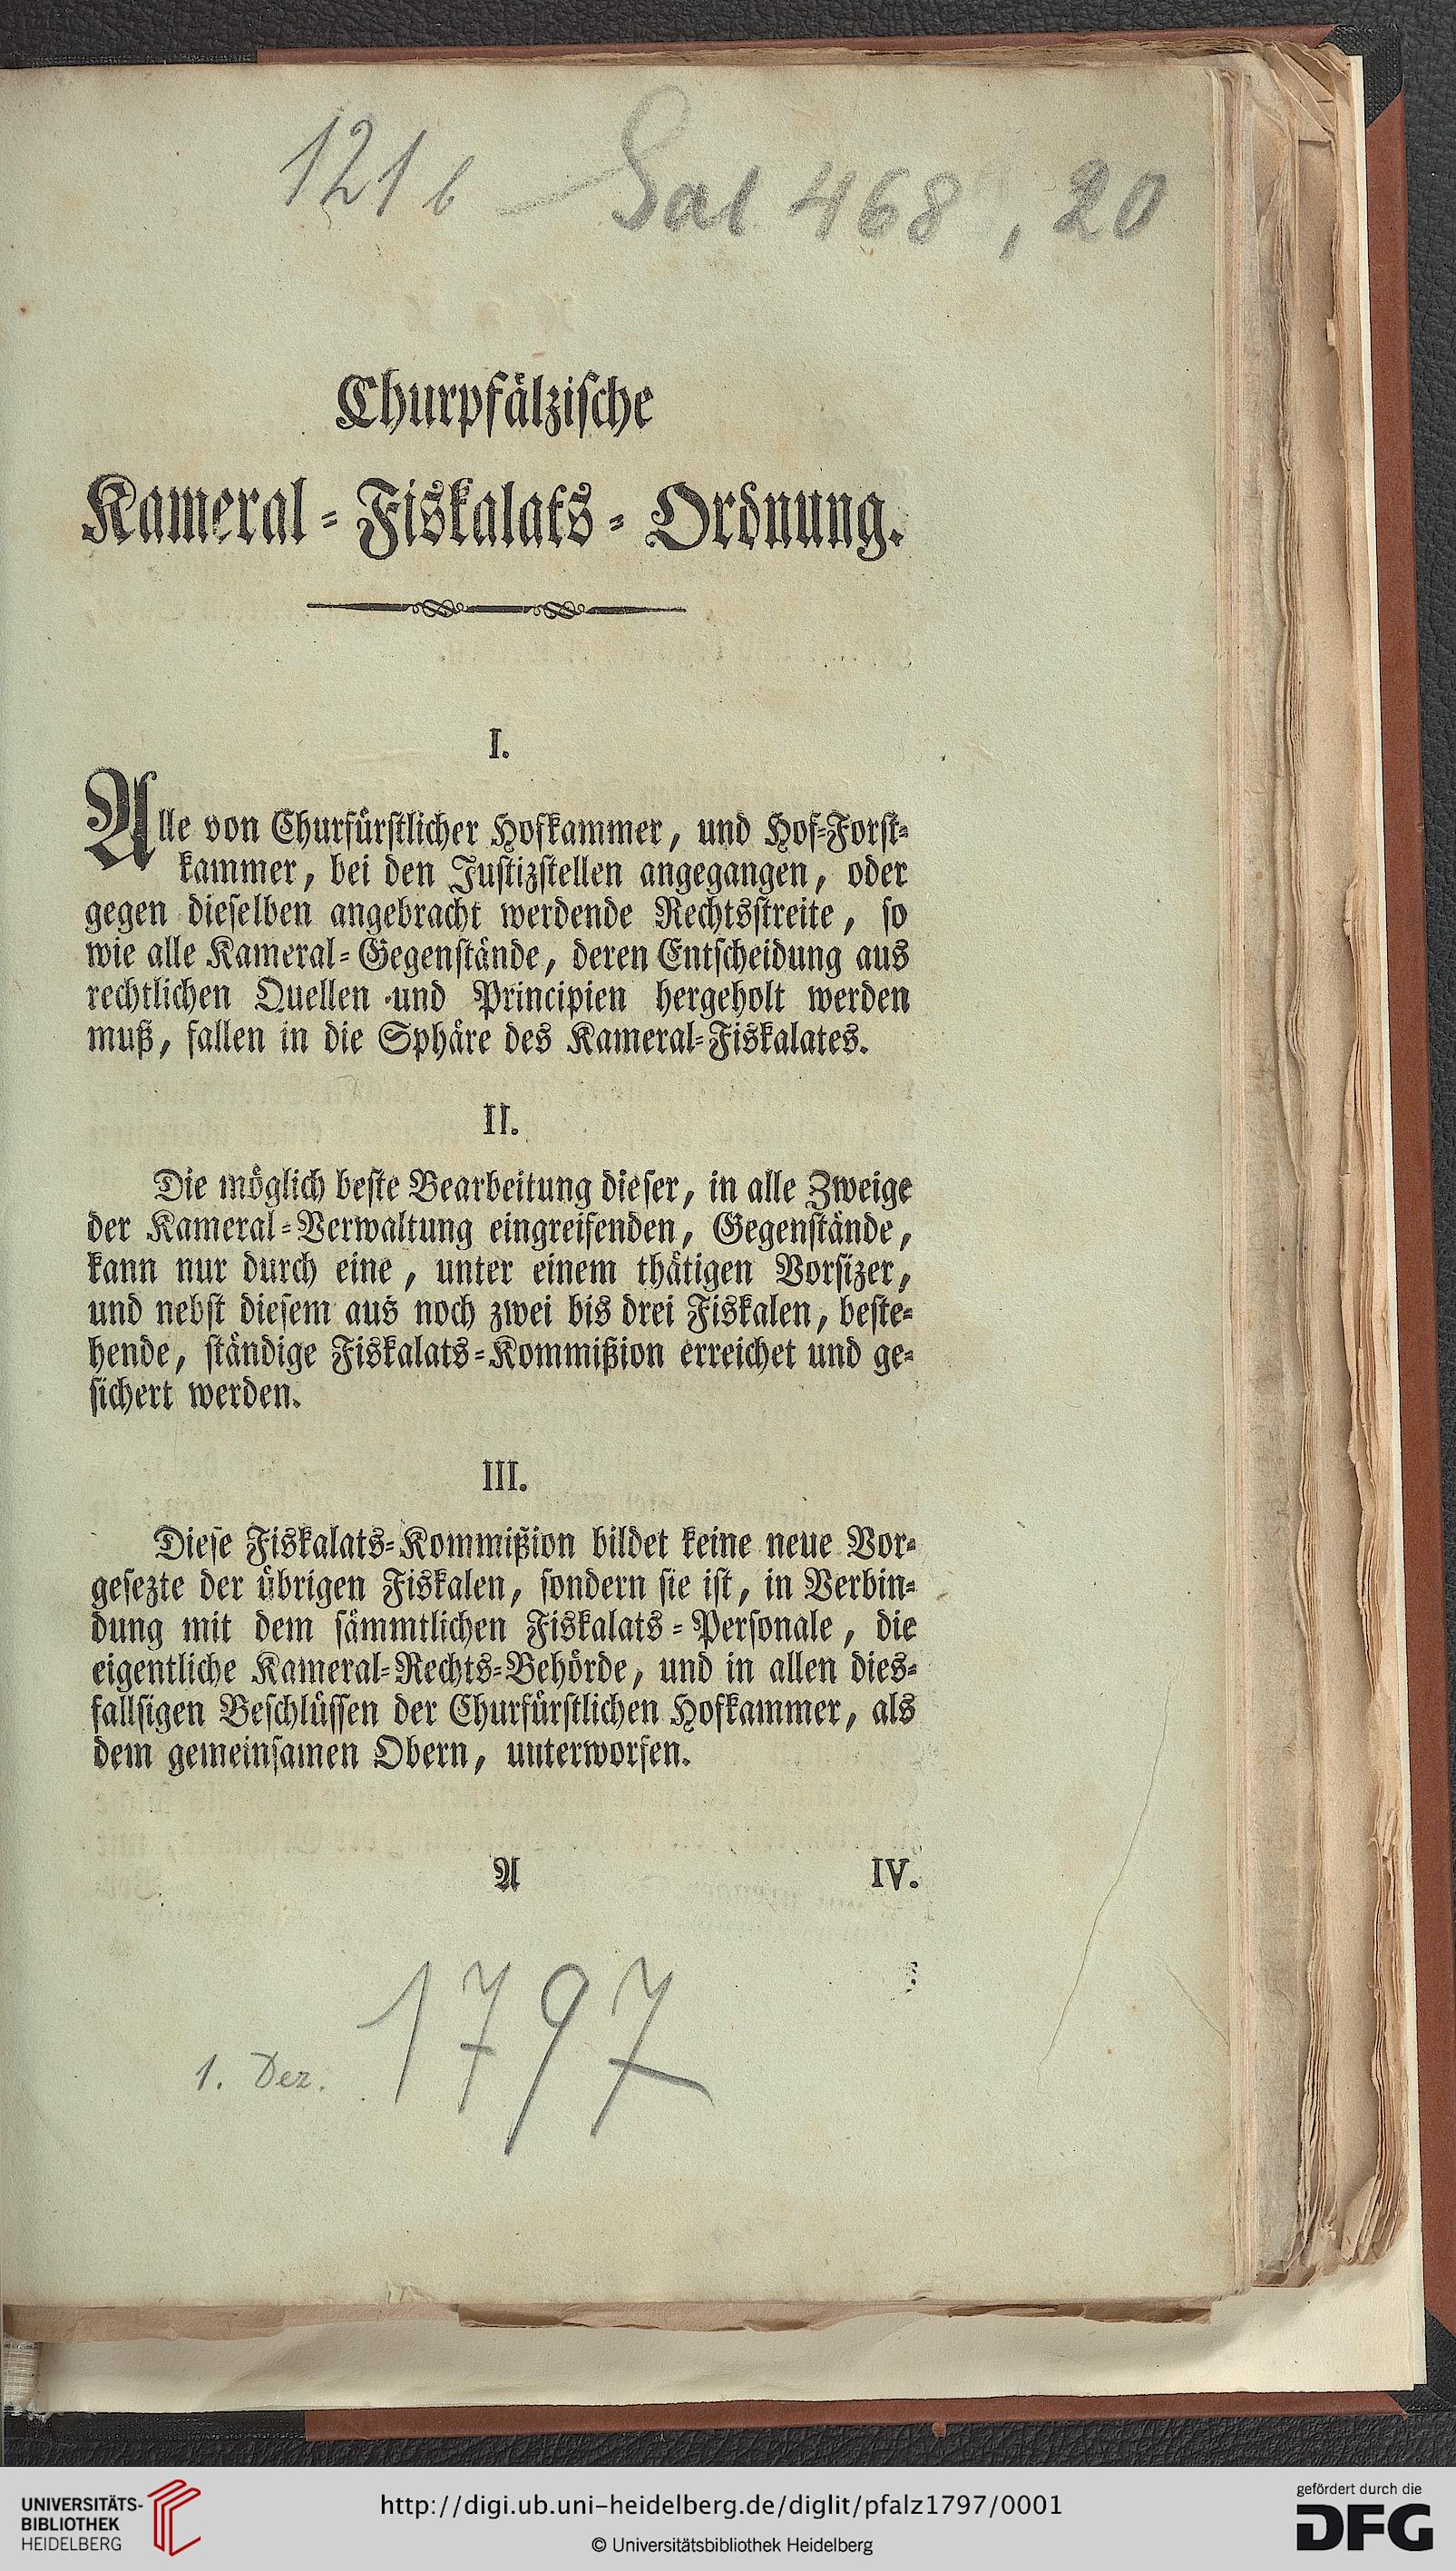 121 b – Sal 468, 20
Churpfälzische
Kameral-Fiskalats-Ordnung.
I.
Alle von Churfürstlicher Hofkammer, und Hof-Forst-
kammer, bei den Justizstellen angegangen, oder
gegen dieselben angebracht werdende Rechtsstreite, so
wie alle Kameral-Gegenstände, deren Entscheidung aus
rechtlichen Quellen und Principien hergeholt werden
muß, fallen in die Sphäre des Kameral-Fiskalates.
II.
Die möglich beste Bearbeitung dieser, in alle Zweige
der Kameral-Verwaltung eingreifenden, Gegenstände,
kann nur durch eine, unter einem thätigen Vorsizer,
und nebst diesem aus noch zwei bis drei Fiskalen, beste-
hende, ständige Fiskalats-Kommißion erreichet und ge-
sichert werden.
III.
Diese Fiskalats-Kommißion bildet keine neue Vor-
gesezte der übrigen Fiskalen, sondern sie ist, in Verbin-
dung mit dem sämmtlichen Fiskalats-Personale, die
eigentliche Kameral-Rechts-Behörde, und in allen dies-
fallsigen Beschlüssen der Churfürstlichen Hofkammer, als
dem gemeinsamen Obern, unterworfen.
A IV.
1. Dez. 1797
UNIVERSITÄTS-
BIBLIOTHEK
HEIDELBERG
http://digi.ub.uni-heidelberg.de/diglit/pfalz1797/0001
© Universitätsbibliothek Heidelberg
gefördert durch die
DFG